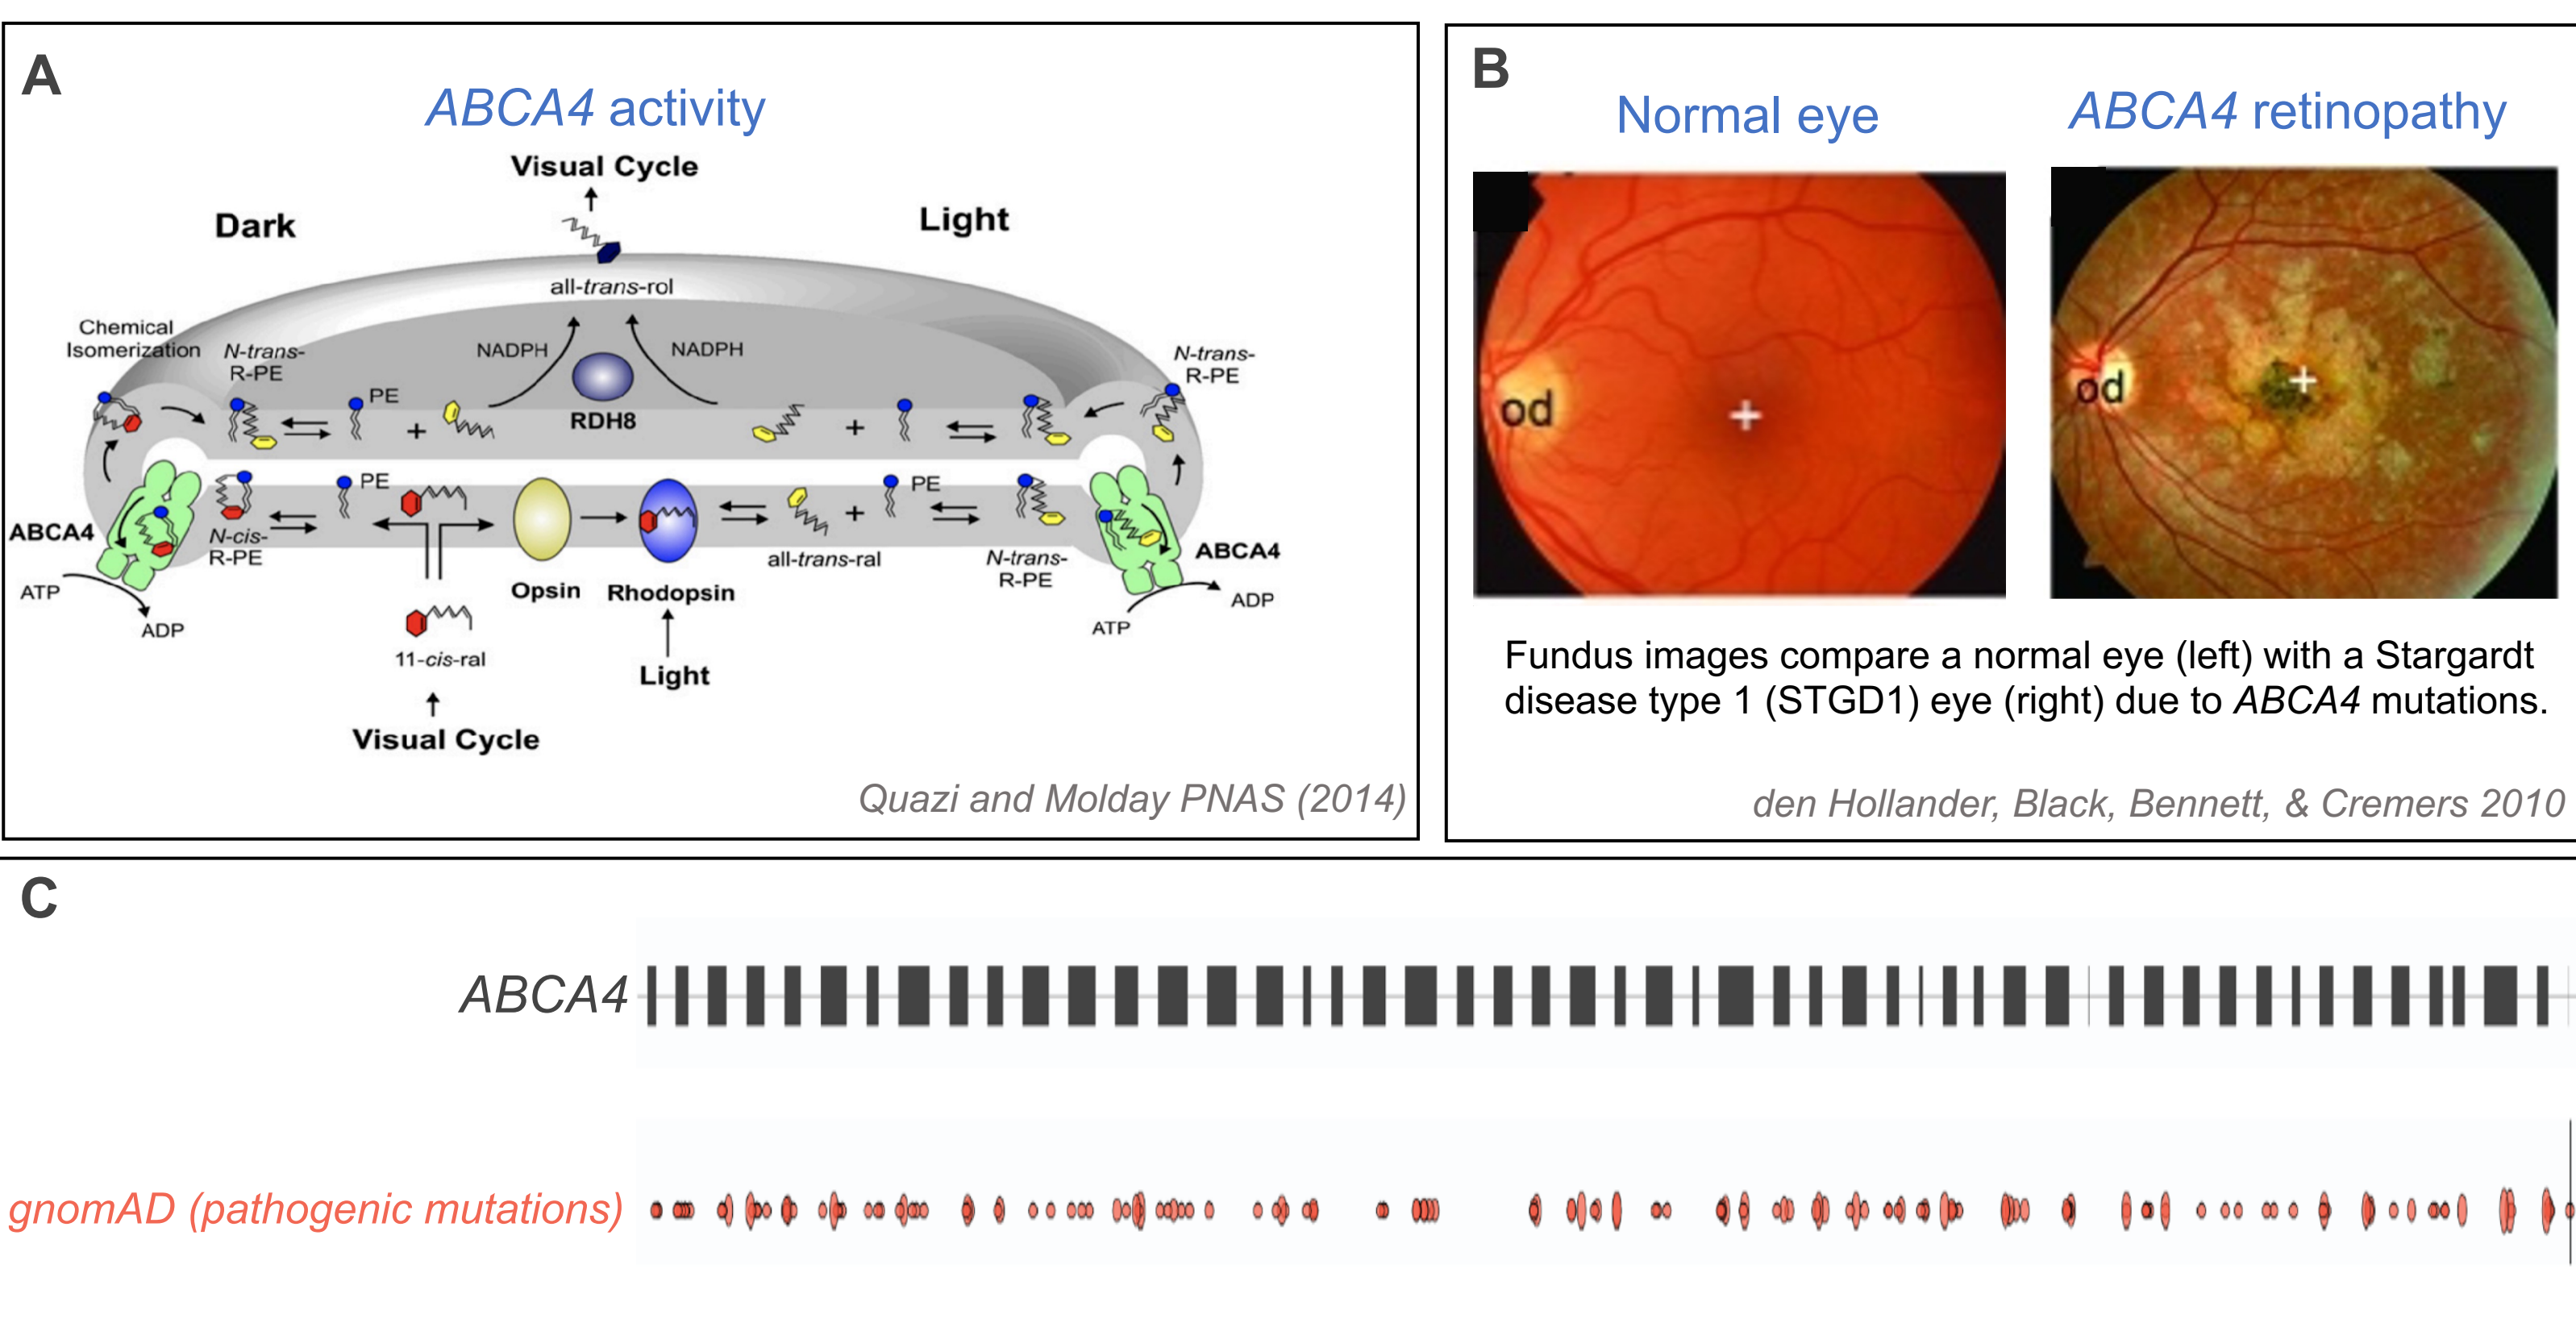 A
ABCA4 activity
Visual Cycle
Dark
Light
all-trans-rol
Chemical
Isomerization
N-trans-
R-PE
NADPH
NADPH
N-trans-
R-PE
PE
+
RDH8
+
ABCA4
N-cis-
R-PE
PE
Opsin
Rhodopsin
all-trans-ral
+
PE
N-trans-
R-PE
ABCA4
ATP
ADP
11-cis-ral
Light
ATP
ADP
Visual Cycle
Quazi and Molday PNAS (2014)
B
Normal eye
ABCA4 retinopathy
od
+
od
+
Fundus images compare a normal eye (left) with a Stargardt
disease type 1 (STGD1) eye (right) due to ABCA4 mutations.
den Hollander, Black, Bennett, & Cremers 2010
C
ABCA4
gnomAD (pathogenic mutations)